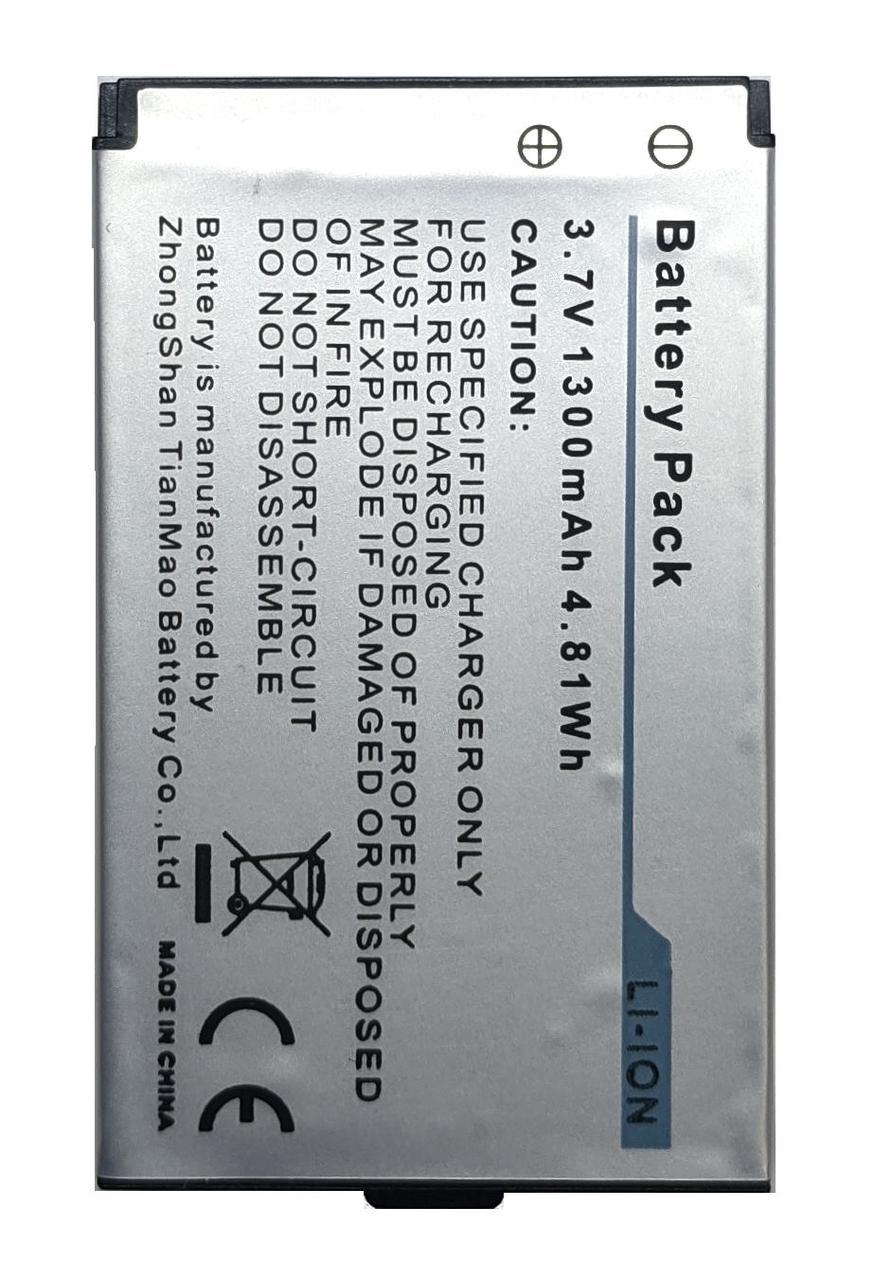 Battery Pack
LI-ION
3.7V 1300mAh 4.81Wh
CAUTION:
USE SPECIFIED CHARGER ONLY
FOR RECHARGING
MUST BE DISPOSED OF PROPERLY
MAY EXPLODE IF DAMAGED OR DISPOSED
OF IN FIRE
DO NOT SHORT-CIRCUIT
DO NOT DISASSEMBLE
Battery is manufactured by
ZhongShan TianMao Battery Co.,Ltd MADE IN CHINA
CE